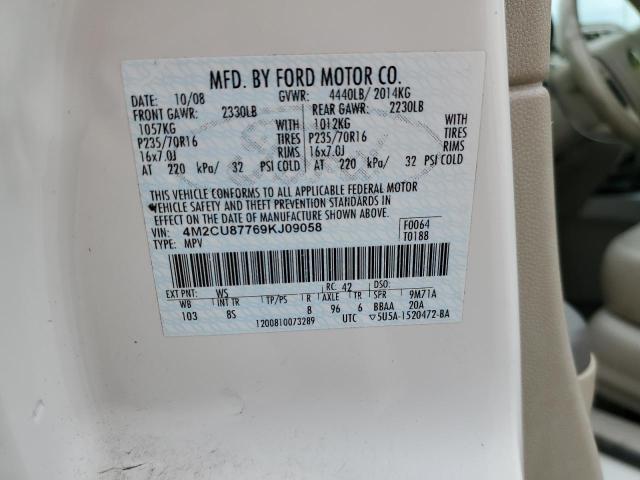 MFD. BY FORD MOTOR CO.
DATE: 10/08 GVWR: 4440LB/ 2014KG
FRONT GAWR: 2330LB REAR GAWR: 2230LB
1057KG WITH 1012KG WITH
P235/70R16 TIRES P235/70R16 TIRES
16x7.0J RIMS 16x7.0J RIMS
AT 220 kPa/ 32 PSI COLD AT 220 kPa/ 32 PSI COLD
THIS VEHICLE CONFORMS TO ALL APPLICABLE FEDERAL MOTOR
VEHICLE SAFETY AND THEFT PREVENTION STANDARDS IN
EFFECT ON THE DATE OF MANUFACTURE SHOWN ABOVE.
VIN: 4M2CU87769KJ09058 F0064
TYPE: MPV T0188
EXT PNT: WS RC: 42 DSO:
WB INT TR TP/PS R AXLE TR SPR 9M71A
103 8S 8 96 6 BBAA 20A
1200810073289 UTC ▽5U5A-1520472-BA